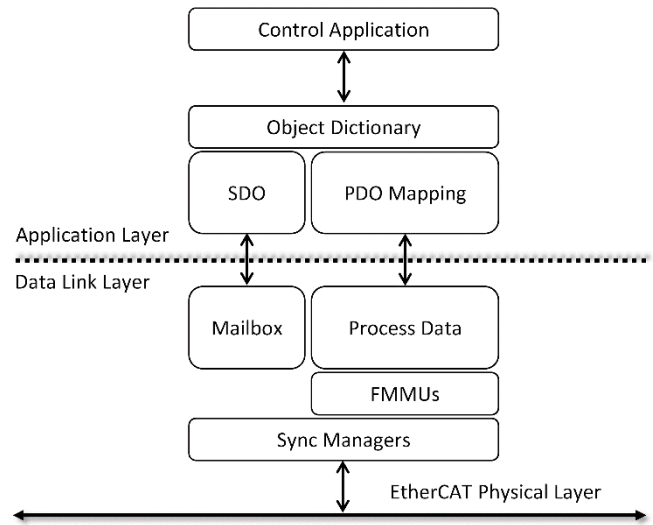 Control Application
Object Dictionary
SDO
PDO Mapping
Application Layer
Data Link Layer
Mailbox
Process Data
FMMUs
Sync Managers
EtherCAT Physical Layer